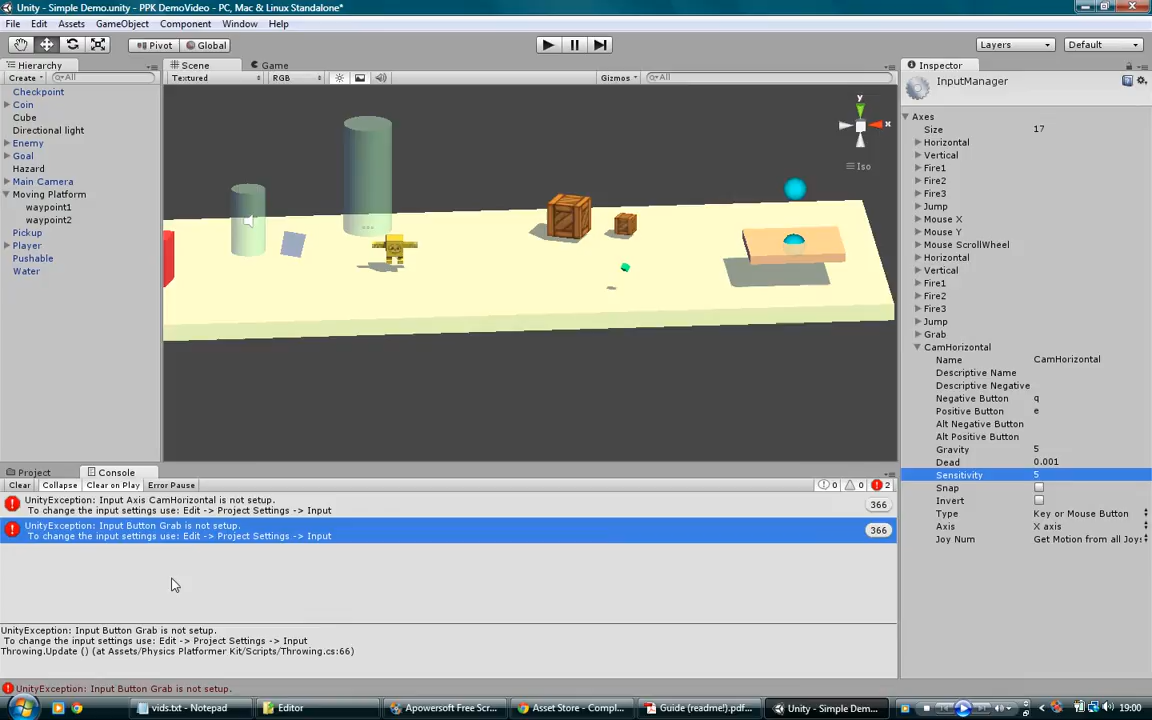 Unity - Simple Demo.unity - PPK DemoVideo - PC, Mac & Linux Standalone*
File Edit Assets GameObject Component Window Help
Pivot Global Layers Default
Hierarchy
Create All
Checkpoint
Coin
Cube
Directional light
Enemy
Goal
Hazard
Main Camera
Moving Platform
waypoint1
waypoint2
Pickup
Player
Pushable
Water
Scene Game
Textured RGB Gizmos All
y
x
Iso
Inspector
InputManager
Axes
Size 17
Horizontal
Vertical
Fire1
Fire2
Fire3
Jump
Mouse X
Mouse Y
Mouse ScrollWheel
Horizontal
Vertical
Fire1
Fire2
Fire3
Jump
Grab
CamHorizontal
Name CamHorizontal
Descriptive Name
Descriptive Negative
Negative Button q
Positive Button e
Alt Negative Button
Alt Positive Button
Gravity 5
Dead 0.001
Sensitivity 5
Snap
Invert
Type Key or Mouse Button
Axis X axis
Joy Num Get Motion from all Joys
Project Console
Clear Collapse Clear on Play Error Pause 0 0 2
UnityException: Input Axis CamHorizontal is not setup.
To change the input settings use: Edit -> Project Settings -> Input 366
UnityException: Input Button Grab is not setup.
To change the input settings use: Edit -> Project Settings -> Input 366
UnityException: Input Button Grab is not setup.
To change the input settings use: Edit -> Project Settings -> Input
Throwing.Update () (at Assets/Physics Platformer Kit/Scripts/Throwing.cs:66)
UnityException: Input Button Grab is not setup.
vids.txt - Notepad Editor Apowersoft Free Scr... Asset Store - Compl... Guide (readme!).pdf... Unity - Simple Dem... 19:00